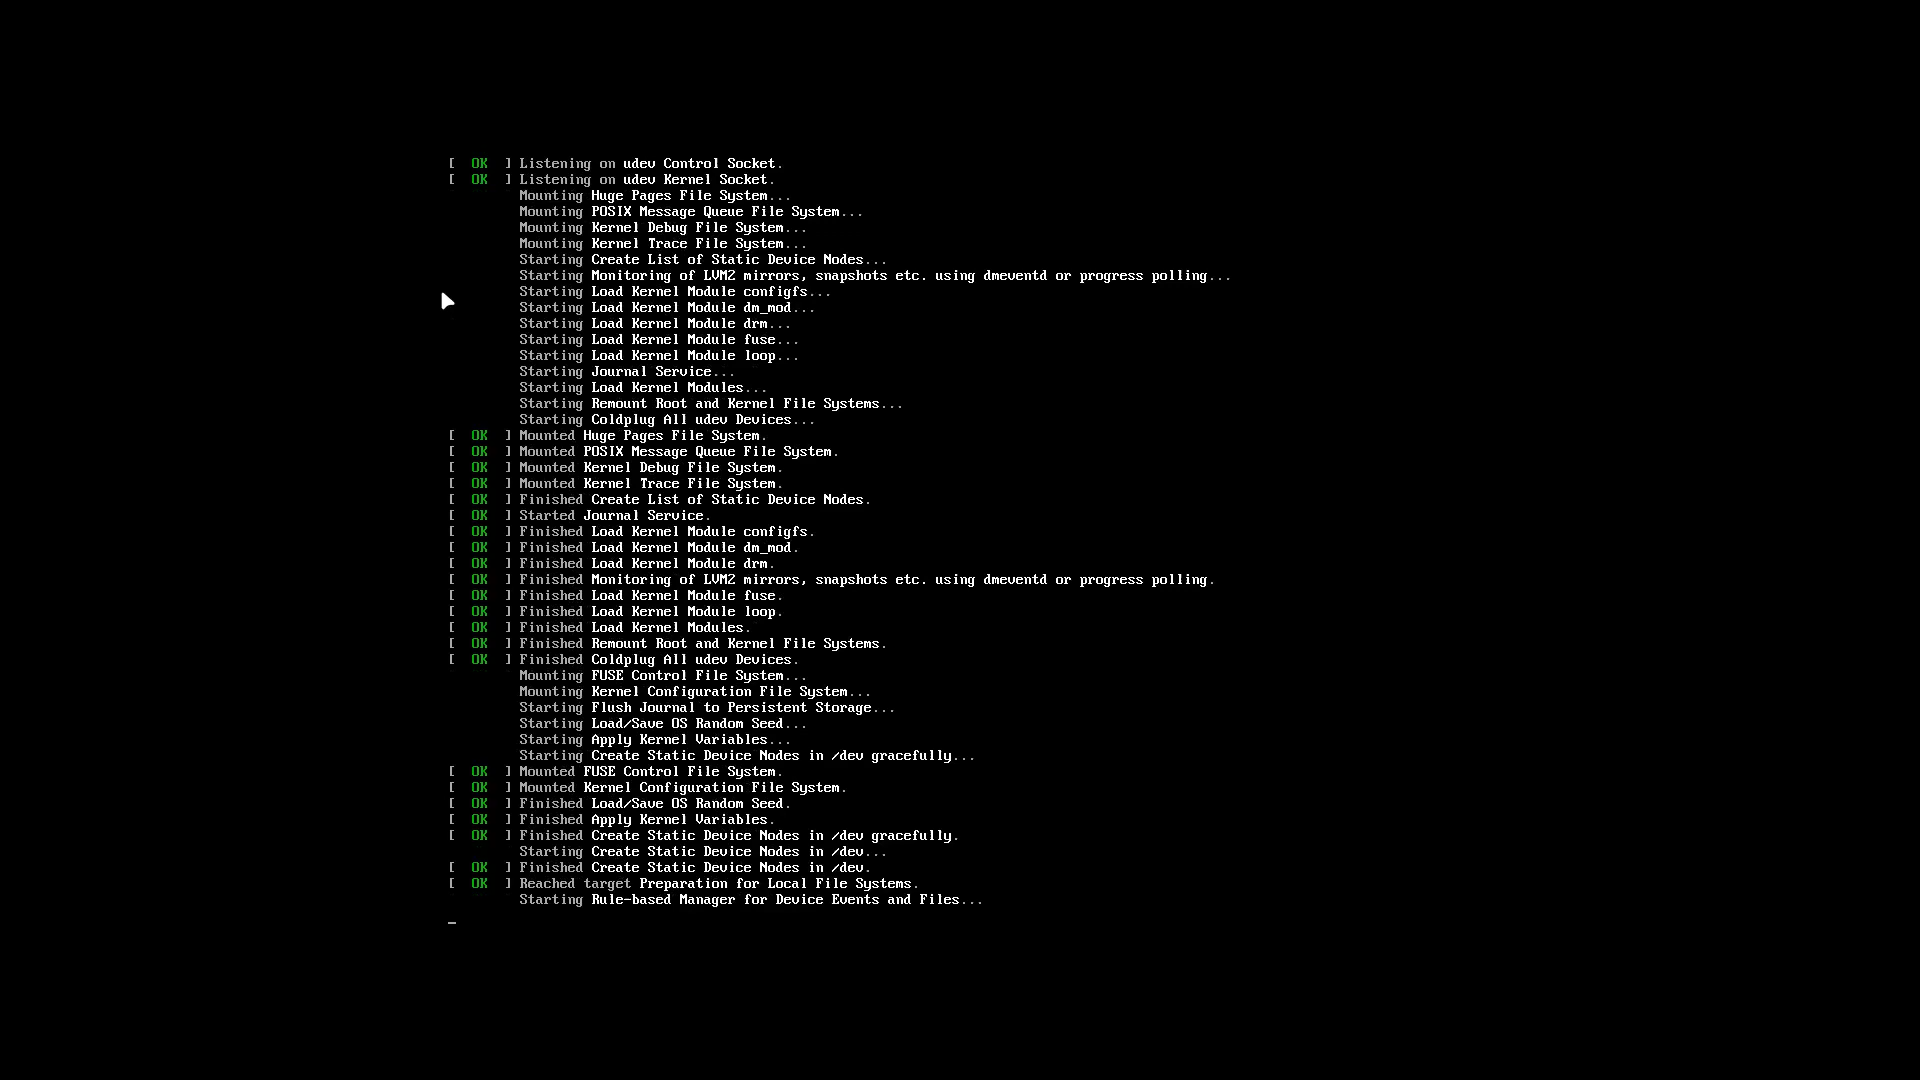 [  OK  ] Listening on udev Control Socket.
[  OK  ] Listening on udev Kernel Socket.
Mounting Huge Pages File System...
Mounting POSIX Message Queue File System...
Mounting Kernel Debug File System...
Mounting Kernel Trace File System...
Starting Create List of Static Device Nodes...
Starting Monitoring of LVM2 mirrors, snapshots etc. using dmeventd or progress polling...
Starting Load Kernel Module configfs...
Starting Load Kernel Module dm_mod...
Starting Load Kernel Module drm...
Starting Load Kernel Module fuse...
Starting Load Kernel Module loop...
Starting Journal Service...
Starting Load Kernel Modules...
Starting Remount Root and Kernel File Systems...
Starting Coldplug All udev Devices...
[  OK  ] Mounted Huge Pages File System.
[  OK  ] Mounted POSIX Message Queue File System.
[  OK  ] Mounted Kernel Debug File System.
[  OK  ] Mounted Kernel Trace File System.
[  OK  ] Finished Create List of Static Device Nodes.
[  OK  ] Started Journal Service.
[  OK  ] Finished Load Kernel Module configfs.
[  OK  ] Finished Load Kernel Module dm_mod.
[  OK  ] Finished Load Kernel Module drm.
[  OK  ] Finished Monitoring of LVM2 mirrors, snapshots etc. using dmeventd or progress polling.
[  OK  ] Finished Load Kernel Module fuse.
[  OK  ] Finished Load Kernel Module loop.
[  OK  ] Finished Load Kernel Modules.
[  OK  ] Finished Remount Root and Kernel File Systems.
[  OK  ] Finished Coldplug All udev Devices.
Mounting FUSE Control File System...
Mounting Kernel Configuration File System...
Starting Flush Journal to Persistent Storage...
Starting Load/Save OS Random Seed...
Starting Apply Kernel Variables...
Starting Create Static Device Nodes in /dev gracefully...
[  OK  ] Mounted FUSE Control File System.
[  OK  ] Mounted Kernel Configuration File System.
[  OK  ] Finished Load/Save OS Random Seed.
[  OK  ] Finished Apply Kernel Variables.
[  OK  ] Finished Create Static Device Nodes in /dev gracefully.
Starting Create Static Device Nodes in /dev...
[  OK  ] Finished Create Static Device Nodes in /dev.
[  OK  ] Reached target Preparation for Local File Systems.
Starting Rule-based Manager for Device Events and Files...